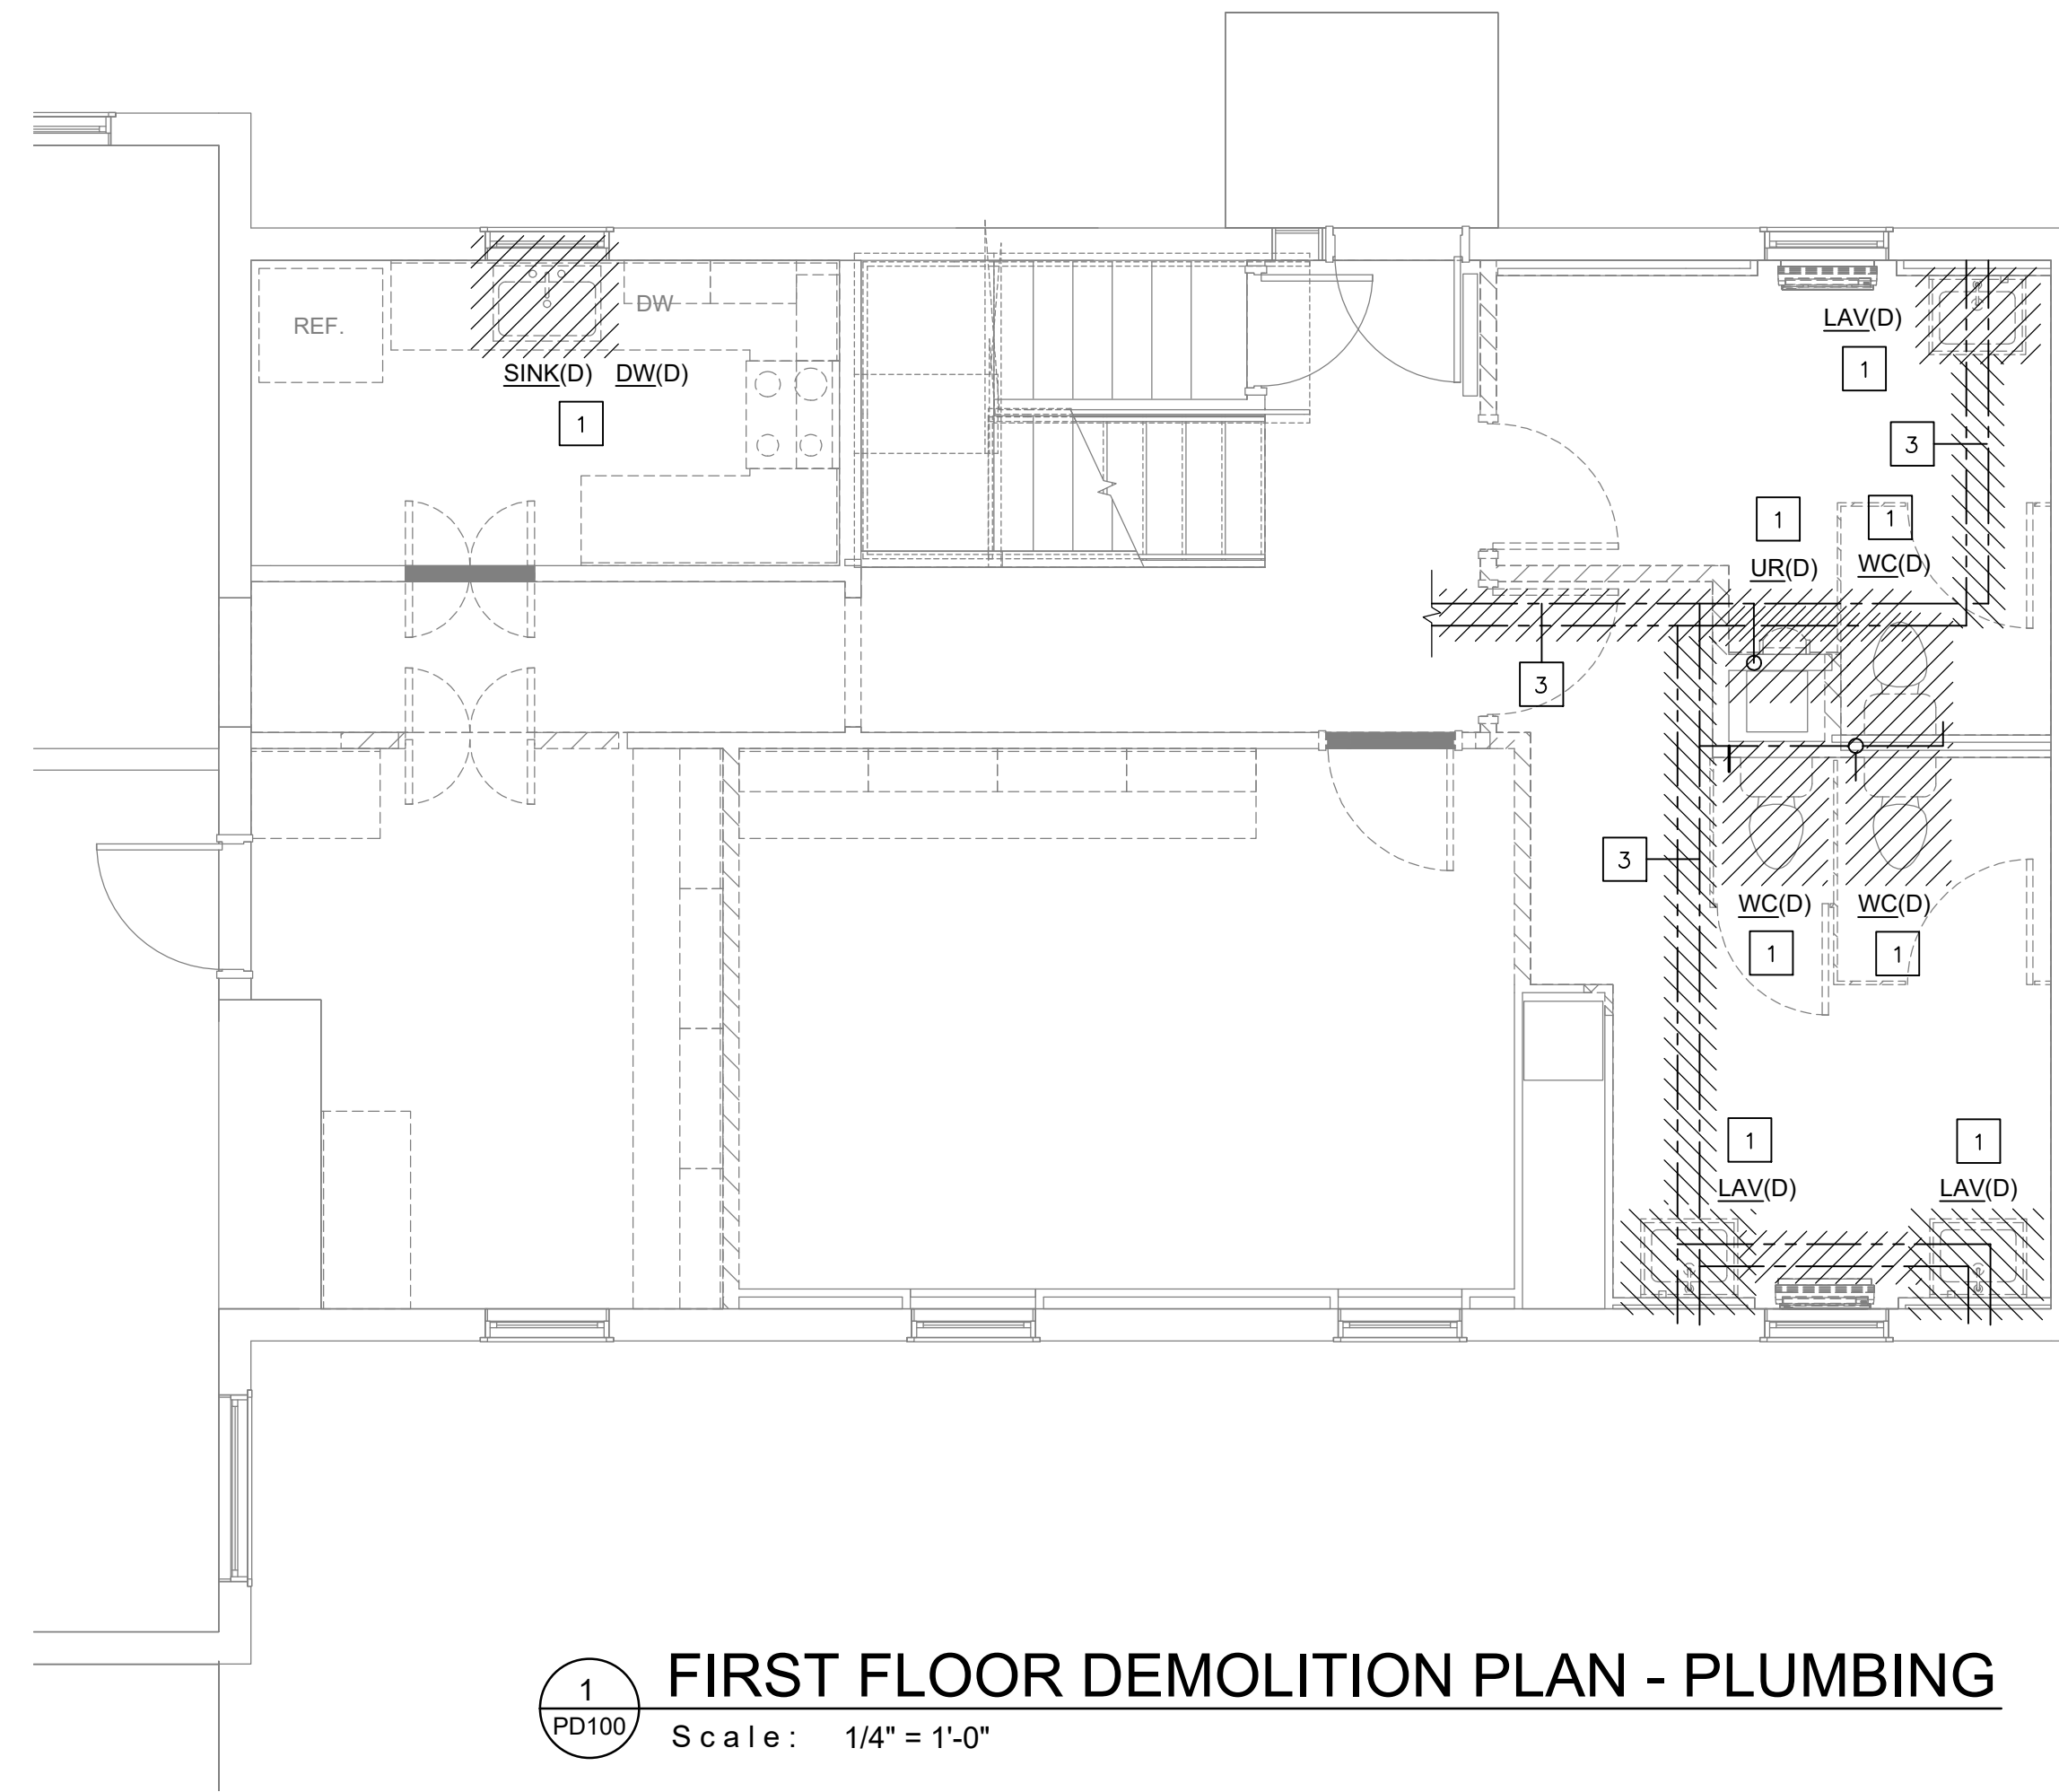 LAV(D)
REF.
DW
SINK(D) DW(D)
1
1
3
1
1
UR(D)
WC(D)
3
3
WC(D)
WC(D)
1
1
1
1
LAV(D)
LAV(D)
1
PD100
FIRST FLOOR DEMOLITION PLAN - PLUMBING
Scale: 1/4" = 1'-0"